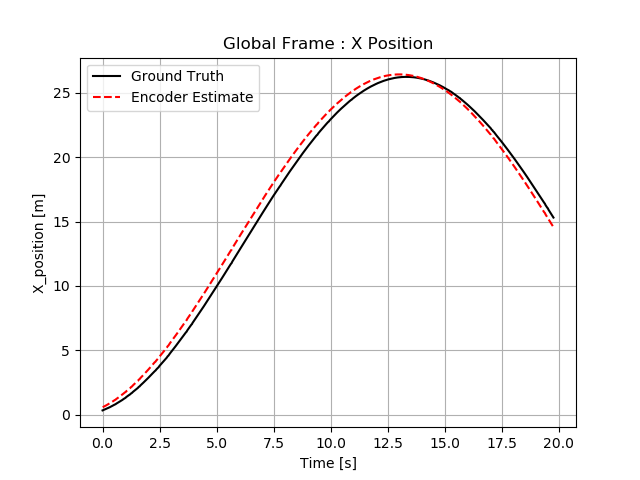 Global Frame : X Position
Ground Truth
Encoder Estimate
X_position [m]
25
20
15
10
5
0
0.0 2.5 5.0 7.5 10.0 12.5 15.0 17.5 20.0
Time [s]